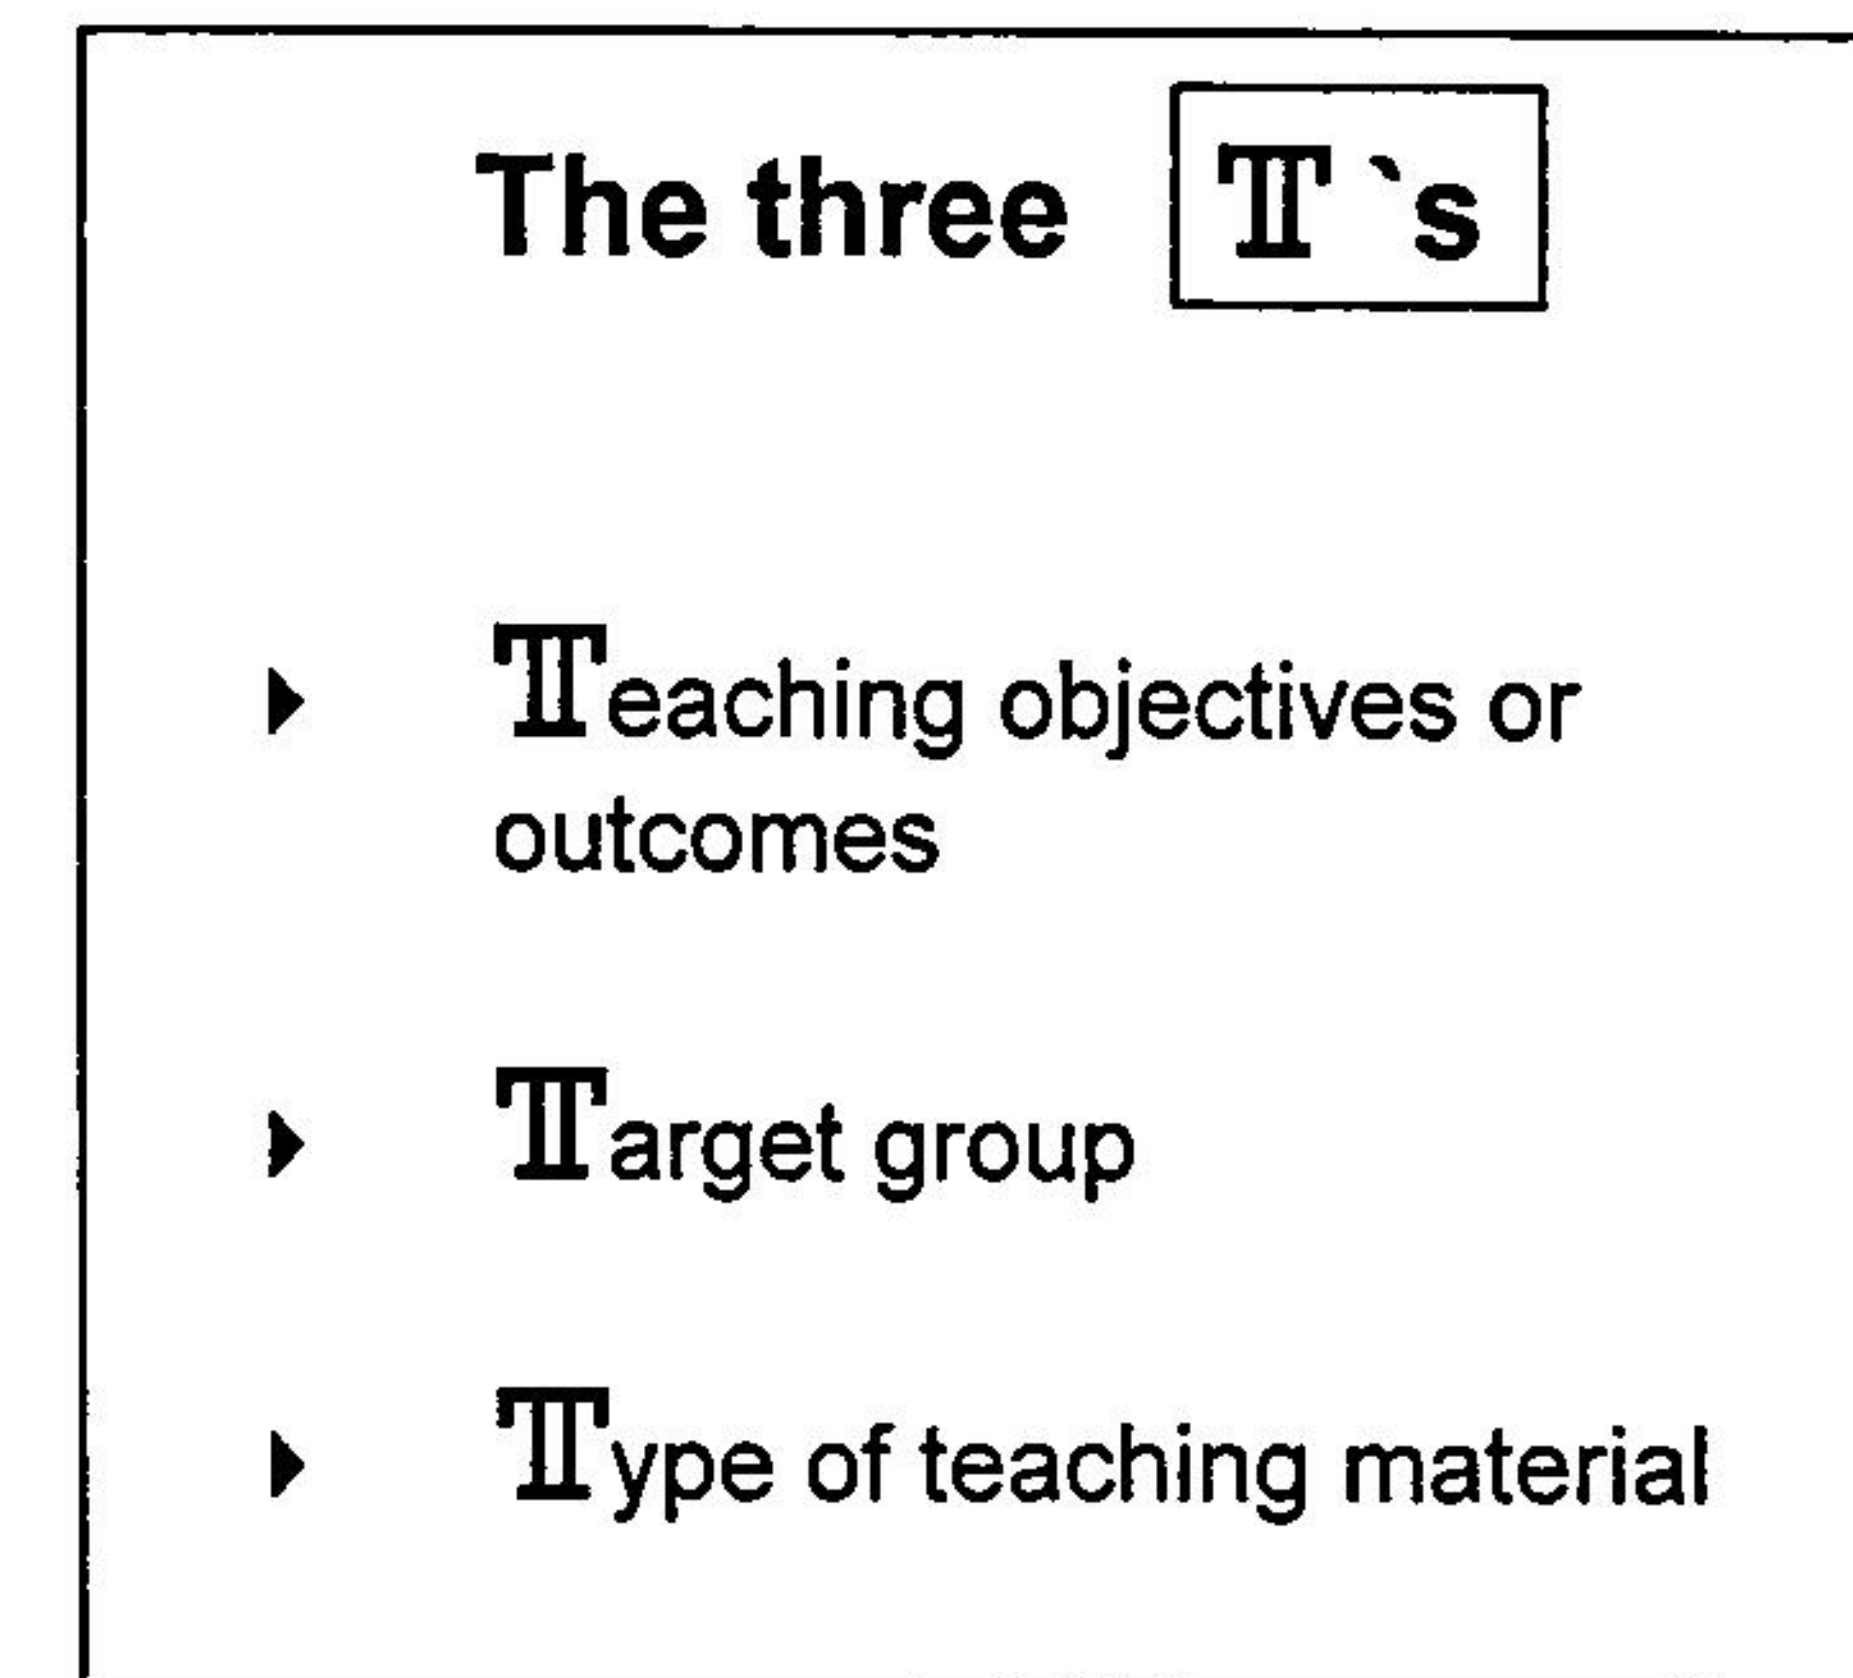 The three T`s
Teaching objectives or
outcomes
Target group
Type of teaching material